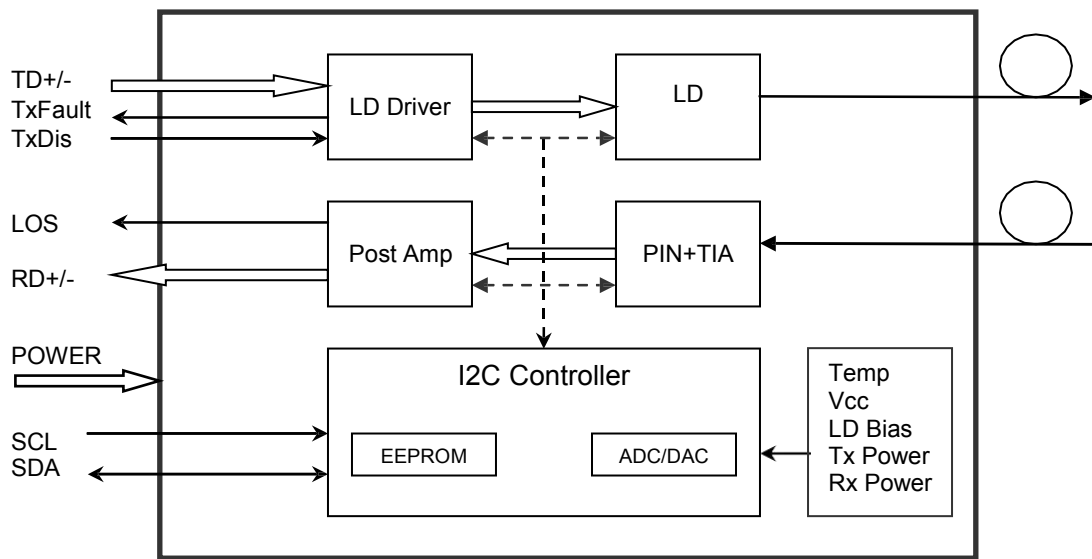 TD+/-
TxFault
TxDis
LD Driver
LD
LOS
RD+/-
Post Amp
PIN+TIA
POWER
SCL
SDA
I2C Controller
EEPROM
ADC/DAC
Temp
Vcc
LD Bias
Tx Power
Rx Power